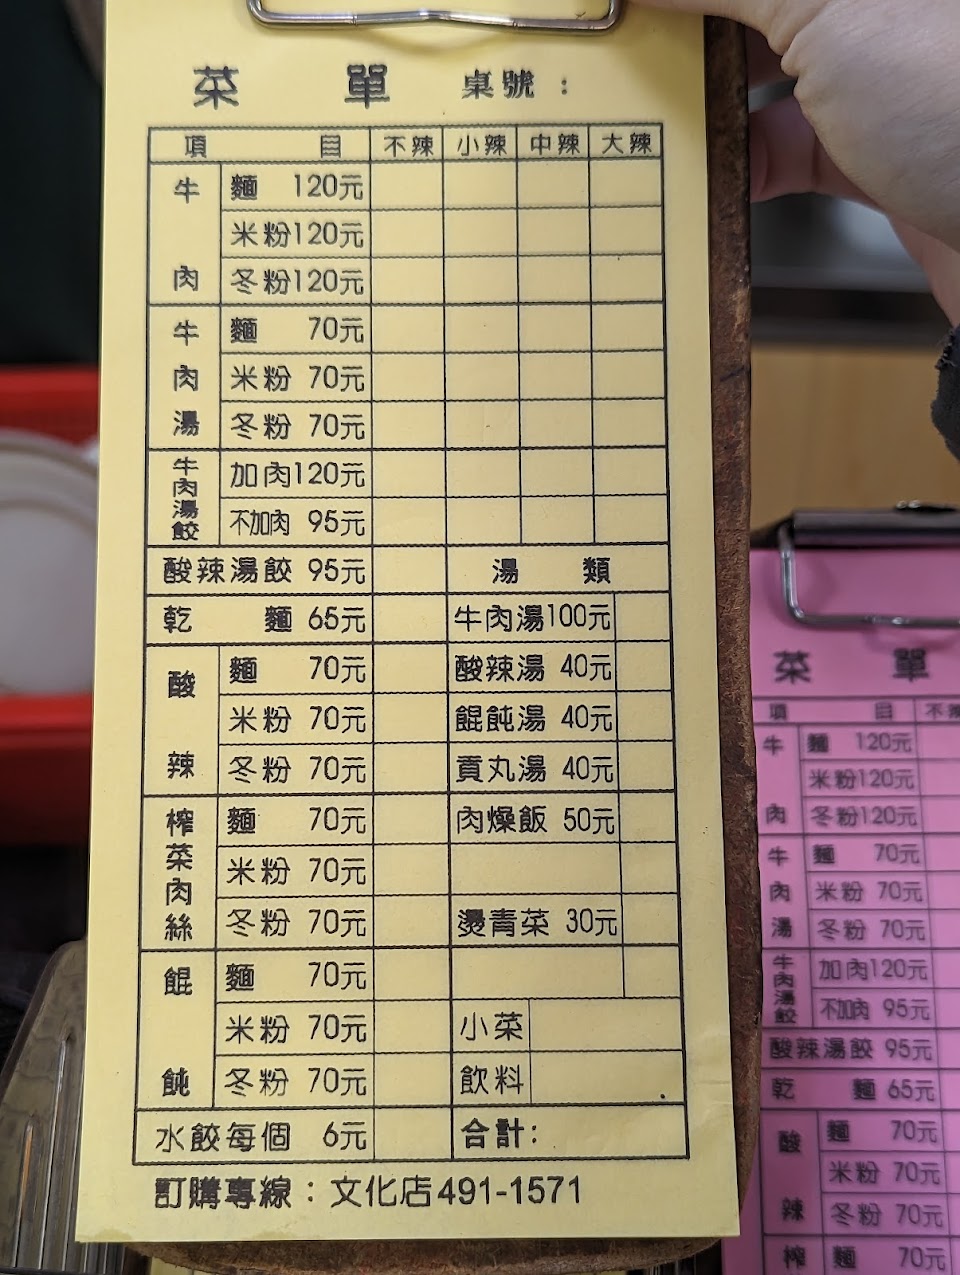 菜 單 桌號：
項 目 不辣 小辣 中辣 大辣
牛肉 麵 120元
米粉120元
冬粉120元
牛肉湯 麵 70元
米粉 70元
冬粉 70元
牛肉湯餃 加肉120元
不加肉 95元
酸辣湯餃 95元 湯 類
乾 麵 65元 牛肉湯100元
酸辣 麵 70元 酸辣湯 40元
米粉 70元 餛飩湯 40元
冬粉 70元 貢丸湯 40元
榨菜肉絲 麵 70元 肉燥飯 50元
米粉 70元
冬粉 70元 燙青菜 30元
餛飩 麵 70元
米粉 70元 小菜
冬粉 70元 飲料
水餃每個 6元 合計：
訂購專線：文化店491-1571
菜 單
項 目 不辣
牛肉 麵 120元
米粉120元
冬粉120元
牛肉湯 麵 70元
米粉 70元
冬粉 70元
牛肉湯餃 加肉120元
不加肉 95元
酸辣湯餃 95元
乾 麵 65元
酸辣 麵 70元
米粉 70元
冬粉 70元
榨 麵 70元